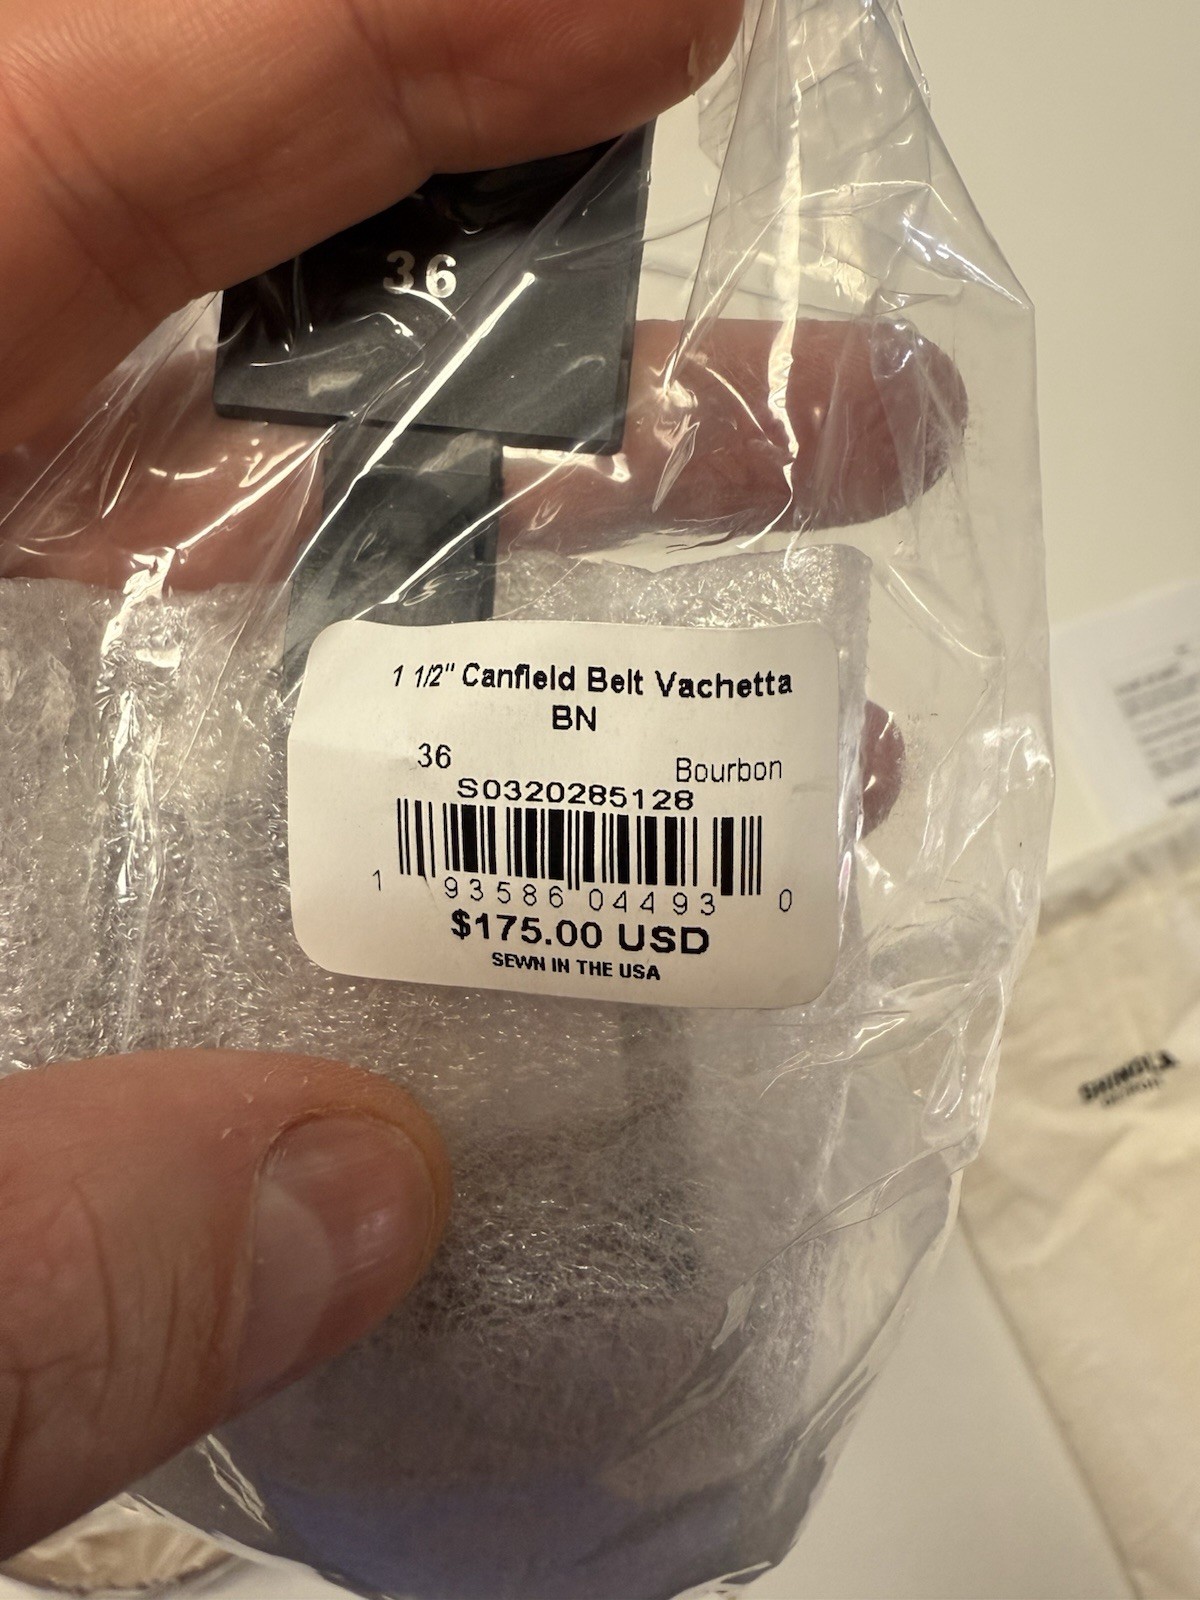 36
1 1/2" Canfield Belt Vachetta
BN
36 Bourbon
S0320285128
1 93586 04493 0
$175.00 USD
SEWN IN THE USA